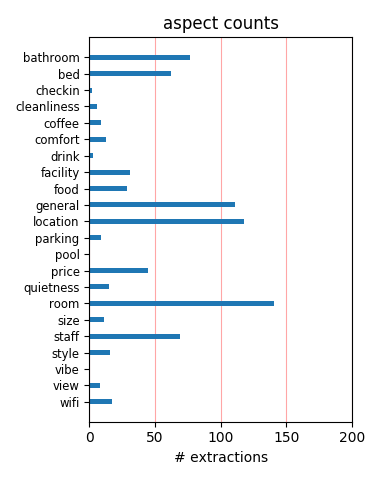 aspect counts
bathroom
bed
checkin
cleanliness
coffee
comfort
drink
facility
food
general
location
parking
pool
price
quietness
room
size
staff
style
vibe
view
wifi
0 50 100 150 200
# extractions